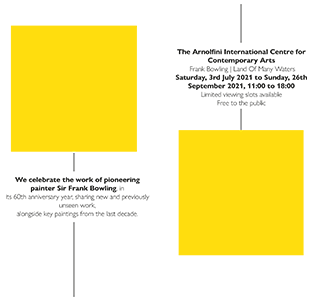 The Arnolfini International Centre for
Contemporary Arts
Frank Bowling | Land Of Many Waters
Saturday, 3rd July 2021 to Sunday, 26th
September 2021, 11:00 to 18:00
Limited viewing slots available
Free to the public
We celebrate the work of pioneering
painter Sir Frank Bowling, in
its 60th anniversary year, sharing new and previously
unseen work,
alongside key paintings from the last decade.